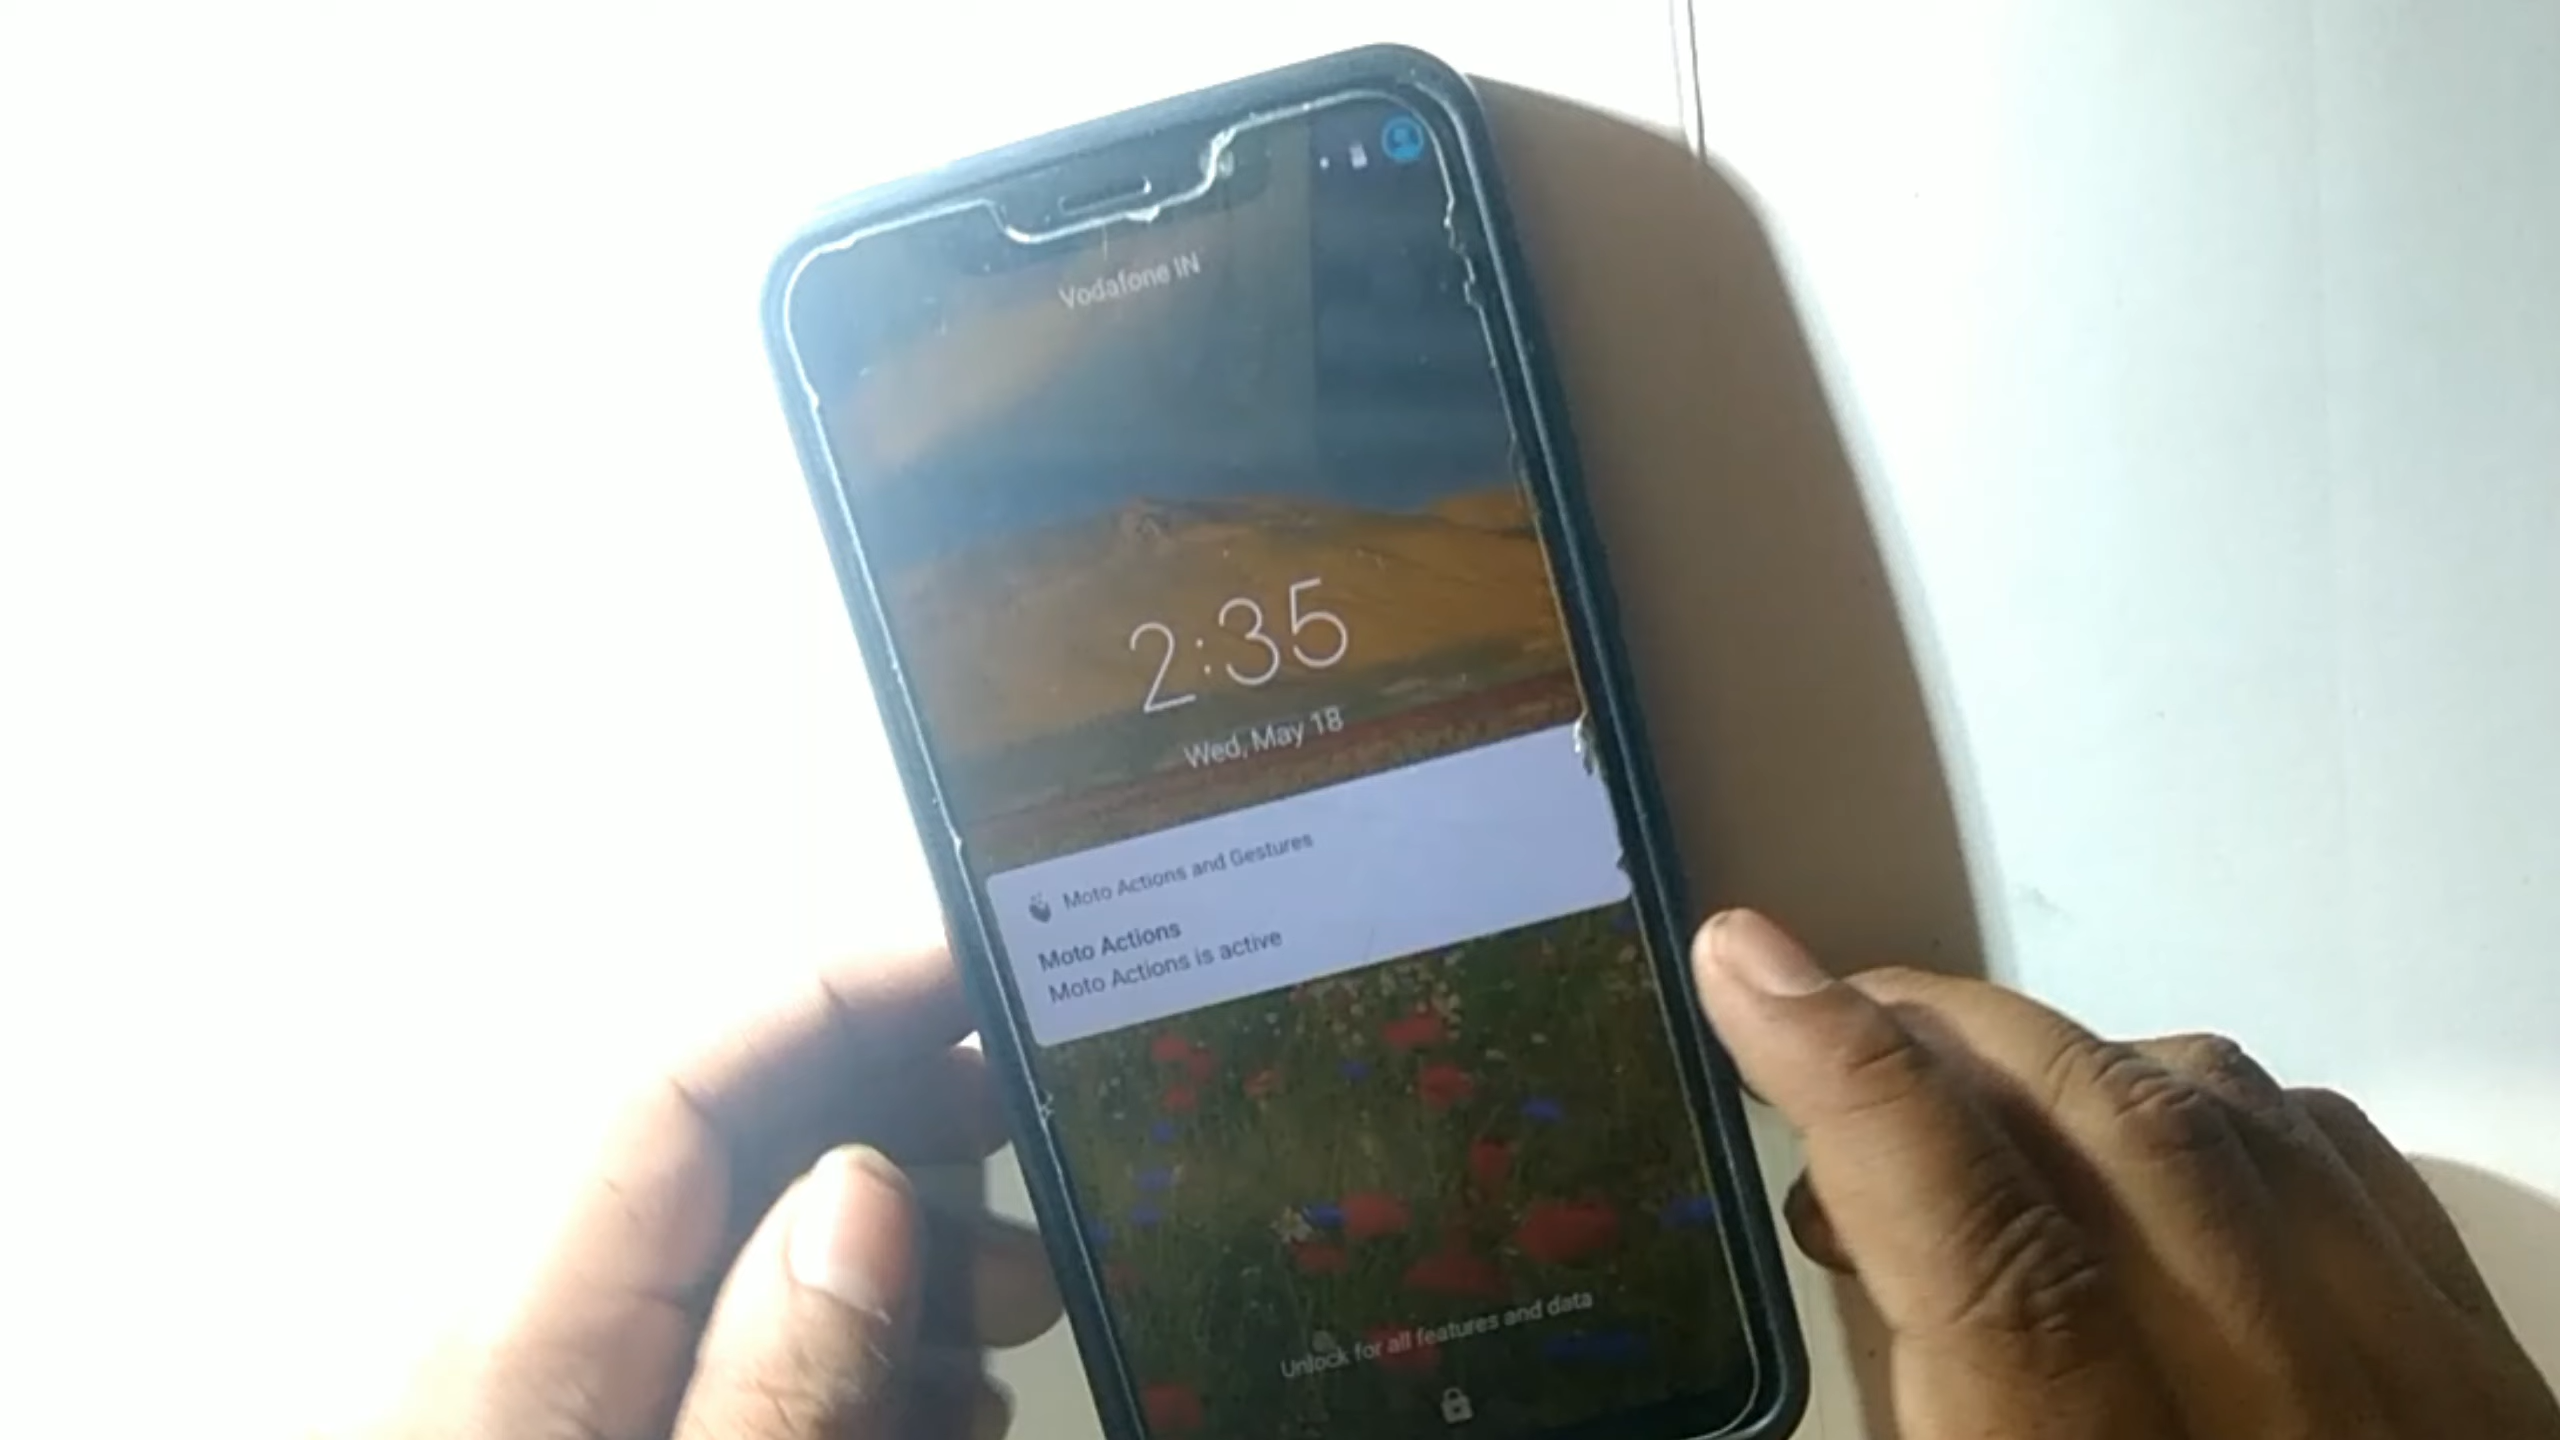 Vodafone IN
2:35
Wed, May 18
Moto Actions and Gestures
Moto Actions
Moto Actions is active
Unlock for all features and data